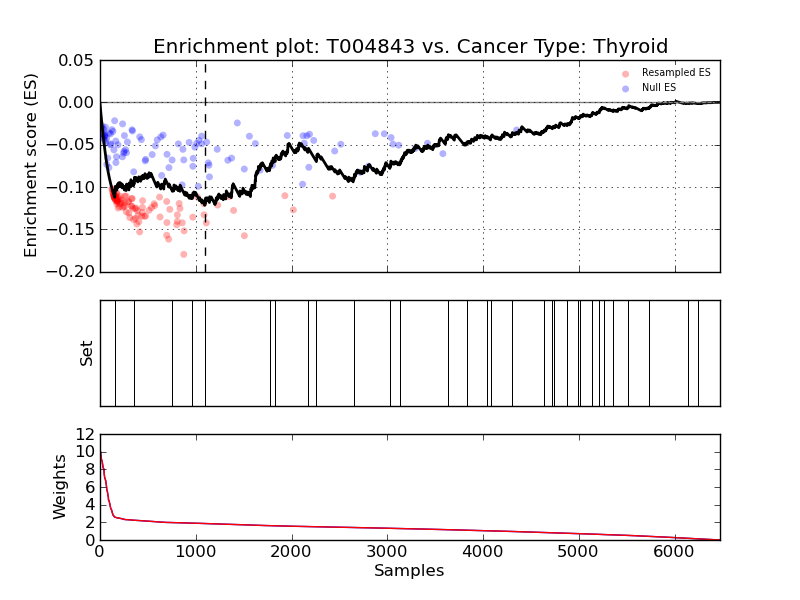 Enrichment plot: T004843 vs. Cancer Type: Thyroid
Enrichment score (ES)
0.05
0.00
−0.05
−0.10
−0.15
−0.20
Resampled ES
Null ES
Set
Weights
12
10
8
6
4
2
0
0 1000 2000 3000 4000 5000 6000
Samples